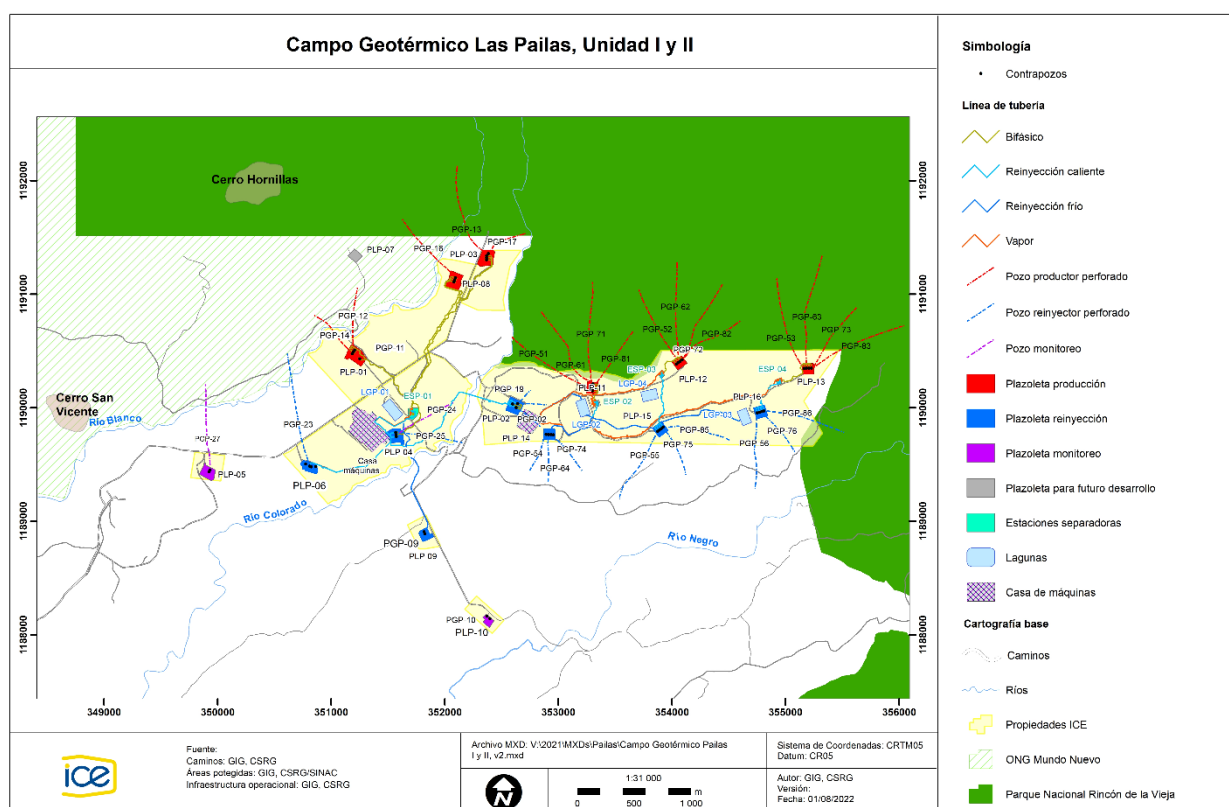 Campo Geotérmico Las Pailas, Unidad I y II
1192000
1191000
1190000
1189000
1188000
1192000
1191000
1190000
1189000
1188000
349000
350000
351000
352000
353000
354000
355000
356000
Cerro Hornillas
Cerro San
Vicente
Río Blanco
Río Colorado
Río Negro
PGP-13
PGP-17
PGP-18
PLP-03
PLP-07
PLP-08
PGP-12
PGP-14
PGP-11
PLP-01
LGP-01
ESP-01
PGP-24
PGP-25
PLP 04
Casa
máquinas
PGP-23
PLP-06
PGP-27
PLP-05
PGP-09
PLP 09
PGP-10
PLP-10
PGP-19
PLP-02
PGP-02
PLP 14
PGP-54
PGP-64
PGP-74
PGP-51
PGP-61
PGP-71
PGP-81
PLP-11
ESP 02
LGP-02
LGP-04
ESP-03
PGP-52
PGP-62
PGP-72
PGP-82
PLP-12
PLP-15
PGP-55
PGP-75
PGP-85
LGP-03
PGP-53
PGP-63
PGP-73
PGP-83
ESP 04
PLP-13
PLP-16
PGP 56
PGP-76
PGP-86
Simbología
Contrapozos
Línea de tubería
Bifásico
Reinyección caliente
Reinyección frío
Vapor
Pozo productor perforado
Pozo reinyector perforado
Pozo monitoreo
Plazoleta producción
Plazoleta reinyección
Plazoleta monitoreo
Plazoleta para futuro desarrollo
Estaciones separadoras
Lagunas
Casa de máquinas
Cartografía base
Caminos
Ríos
Propiedades ICE
ONG Mundo Nuevo
Parque Nacional Rincón de la Vieja
ice
Fuente:
Caminos: GIG, CSRG
Áreas potegidas: GIG, CSRG/SINAC
Infraestructura operacional: GIG, CSRG
Archivo MXD: V:\2021\MXDs\Pailas\Campo Geotérmico Pailas
I y II, v2.mxd
N
1:31 000
m
0 500 1 000
Sistema de Coordenadas: CRTM05
Datum: CR05
Autor: GIG, CSRG
Versión:
Fecha: 01/08/2022